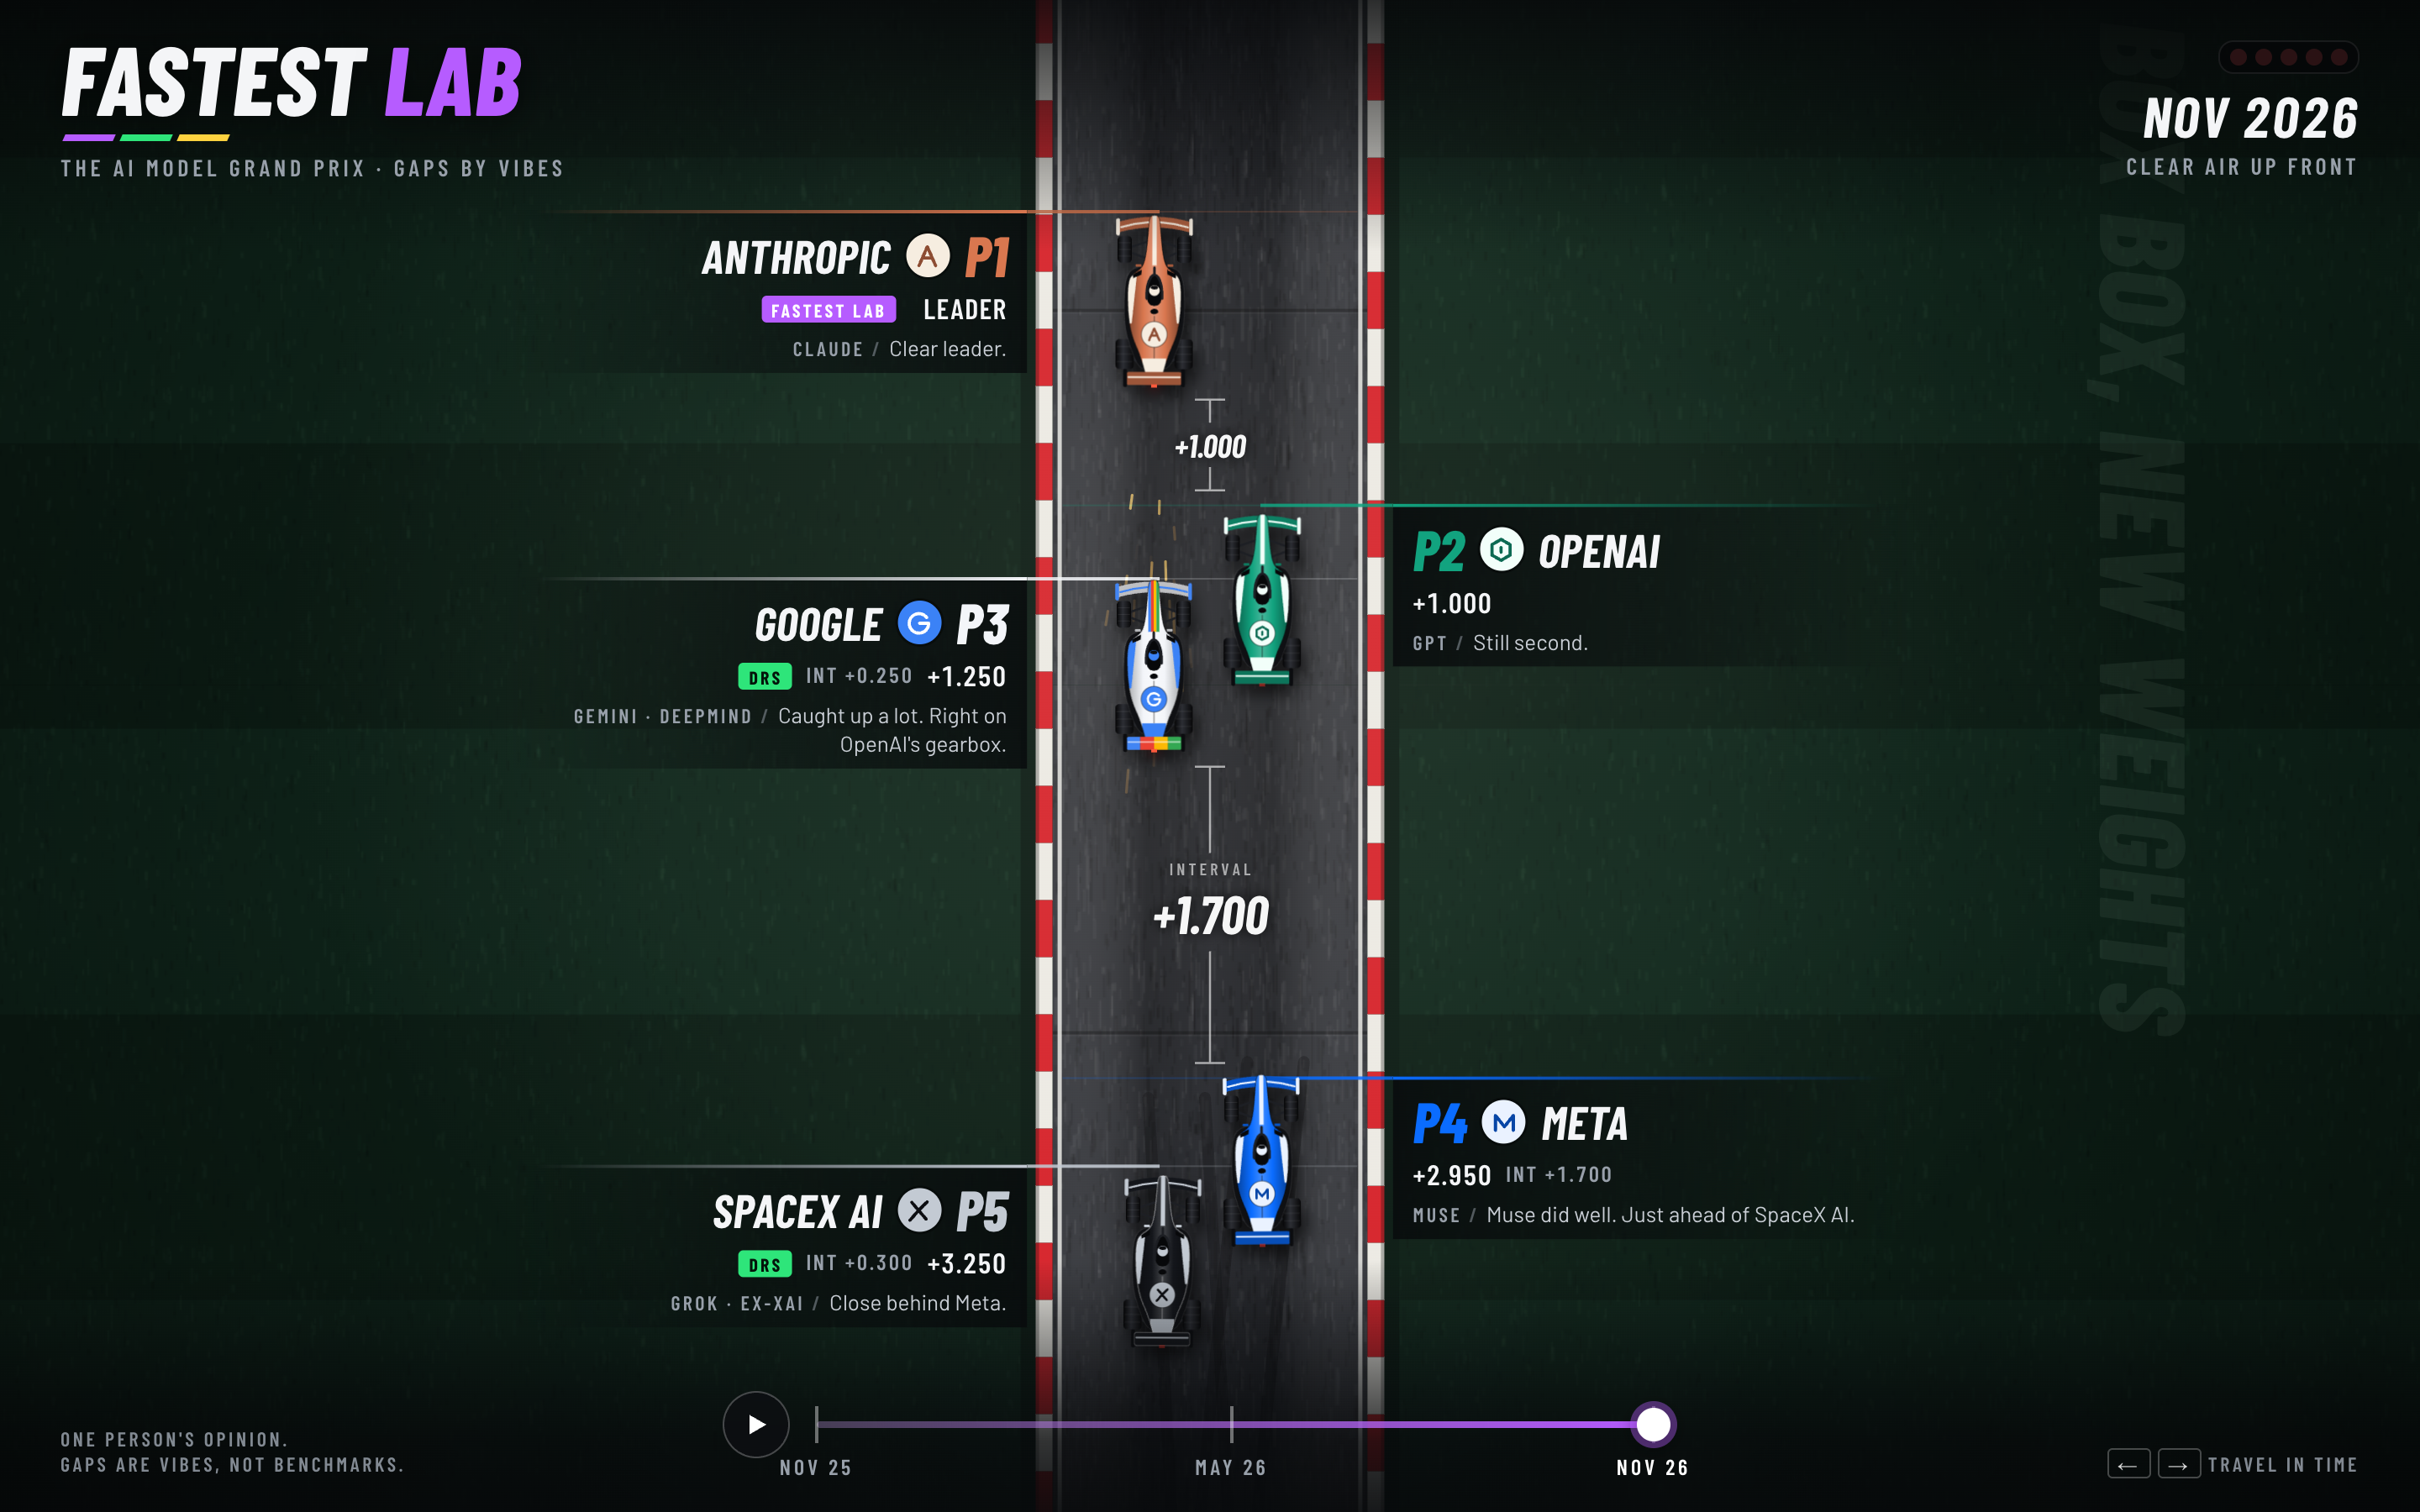 FASTEST LAB
THE AI MODEL GRAND PRIX · GAPS BY VIBES
NOV 2026
CLEAR AIR UP FRONT
BOX BOX, NEW WEIGHTS
ANTHROPIC A P1
FASTEST LAB LEADER
CLAUDE / Clear leader.
A
+1.000
P2 OPENAI
+1.000
GPT / Still second.
GOOGLE G P3
DRS INT +0.250 +1.250
GEMINI · DEEPMIND / Caught up a lot. Right on
OpenAI's gearbox.
G
INTERVAL
+1.700
P4 M META
+2.950 INT +1.700
MUSE / Muse did well. Just ahead of SpaceX AI.
M
SPACEX AI X P5
DRS INT +0.300 +3.250
GROK · EX-XAI / Close behind Meta.
X
ONE PERSON'S OPINION.
GAPS ARE VIBES, NOT BENCHMARKS.
NOV 25
MAY 26
NOV 26
← → TRAVEL IN TIME